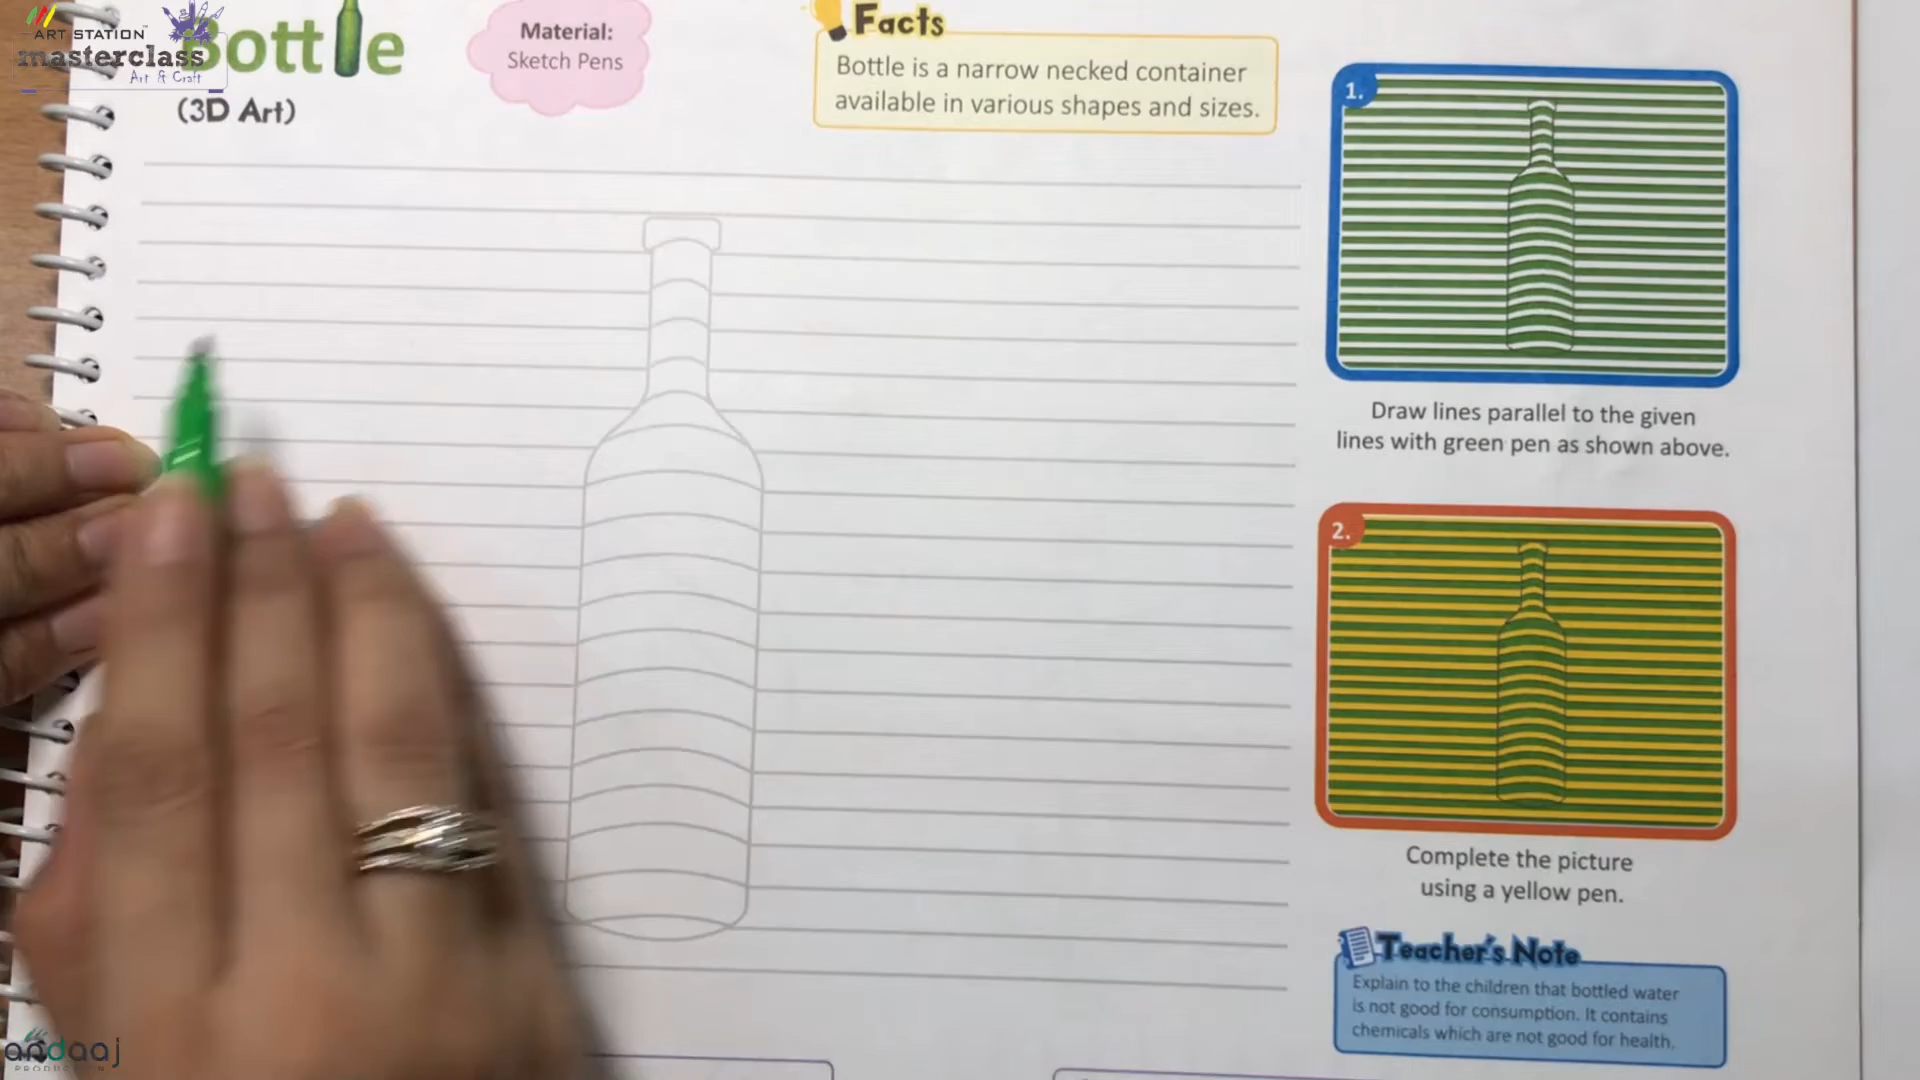 ART STATION™
masterclass
Art & Craft
Bottle
(3D Art)
Material:
Sketch Pens
Facts
Bottle is a narrow necked container
available in various shapes and sizes.
1.
Draw lines parallel to the given
lines with green pen as shown above.
2.
Complete the picture
using a yellow pen.
Teacher's Note
Explain to the children that bottled water
is not good for consumption. It contains
chemicals which are not good for health.
andaaj
PRODUCTION